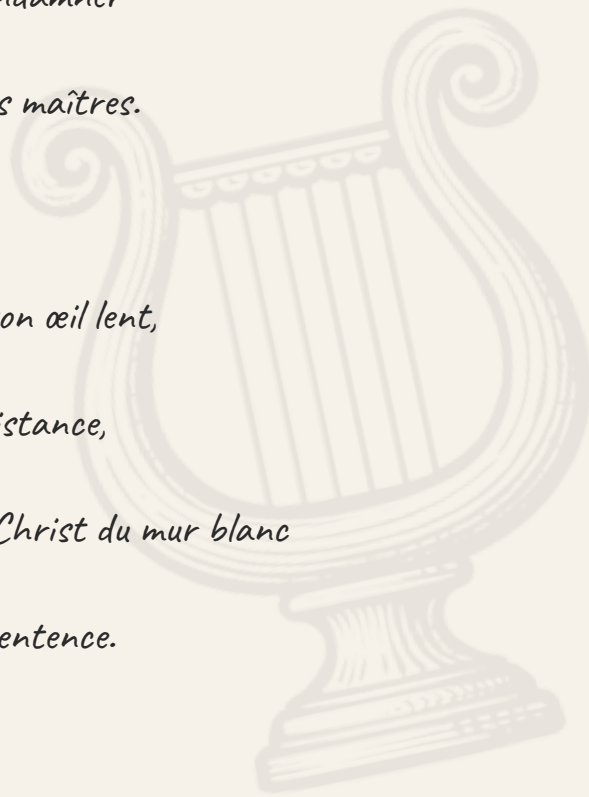 ndamner
s maîtres.
on œil lent,
istance,
Christ du mur blanc
entence.